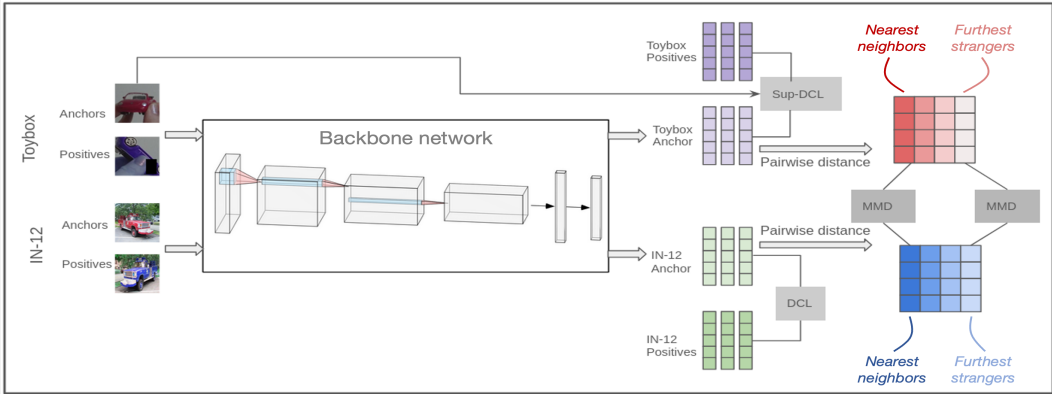 Nearest
neighbors
Furthest
strangers
Toybox
Positives
Sup-DCL
Toybox
Anchors
Positives
Backbone network
Toybox
Anchor
Pairwise distance
MMD
MMD
IN-12
Anchors
Positives
IN-12
Anchor
Pairwise distance
DCL
IN-12
Positives
Nearest
neighbors
Furthest
strangers